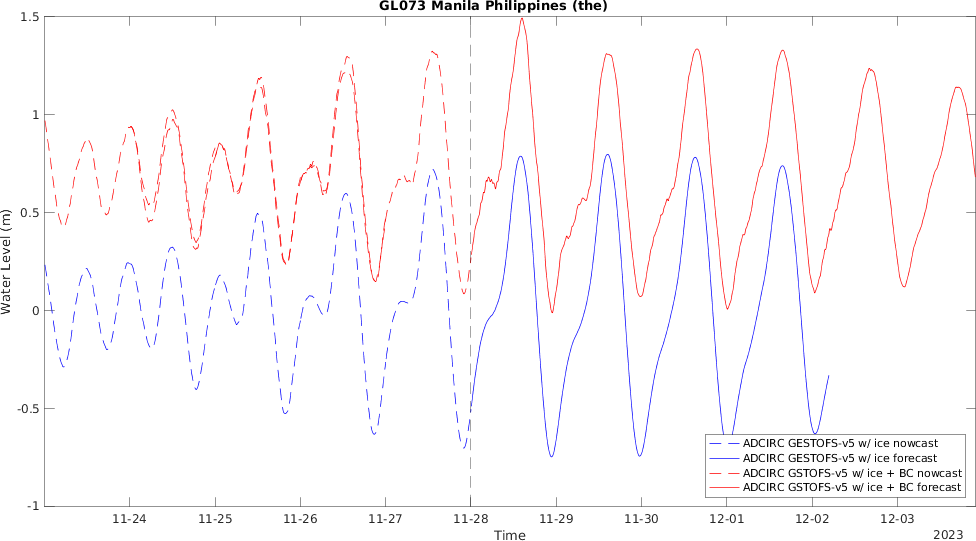 GL073 Manila Philippines (the)
1.5
1
0.5
0
-0.5
-1
Water Level (m)
ADCIRC GESTOFS-v5 w/ ice nowcast
ADCIRC GESTOFS-v5 w/ ice forecast
ADCIRC GSTOFS-v5 w/ ice + BC nowcast
ADCIRC GSTOFS-v5 w/ ice + BC forecast
11-24 11-25 11-26 11-27 11-28 11-29 11-30 12-01 12-02 12-03
Time
2023